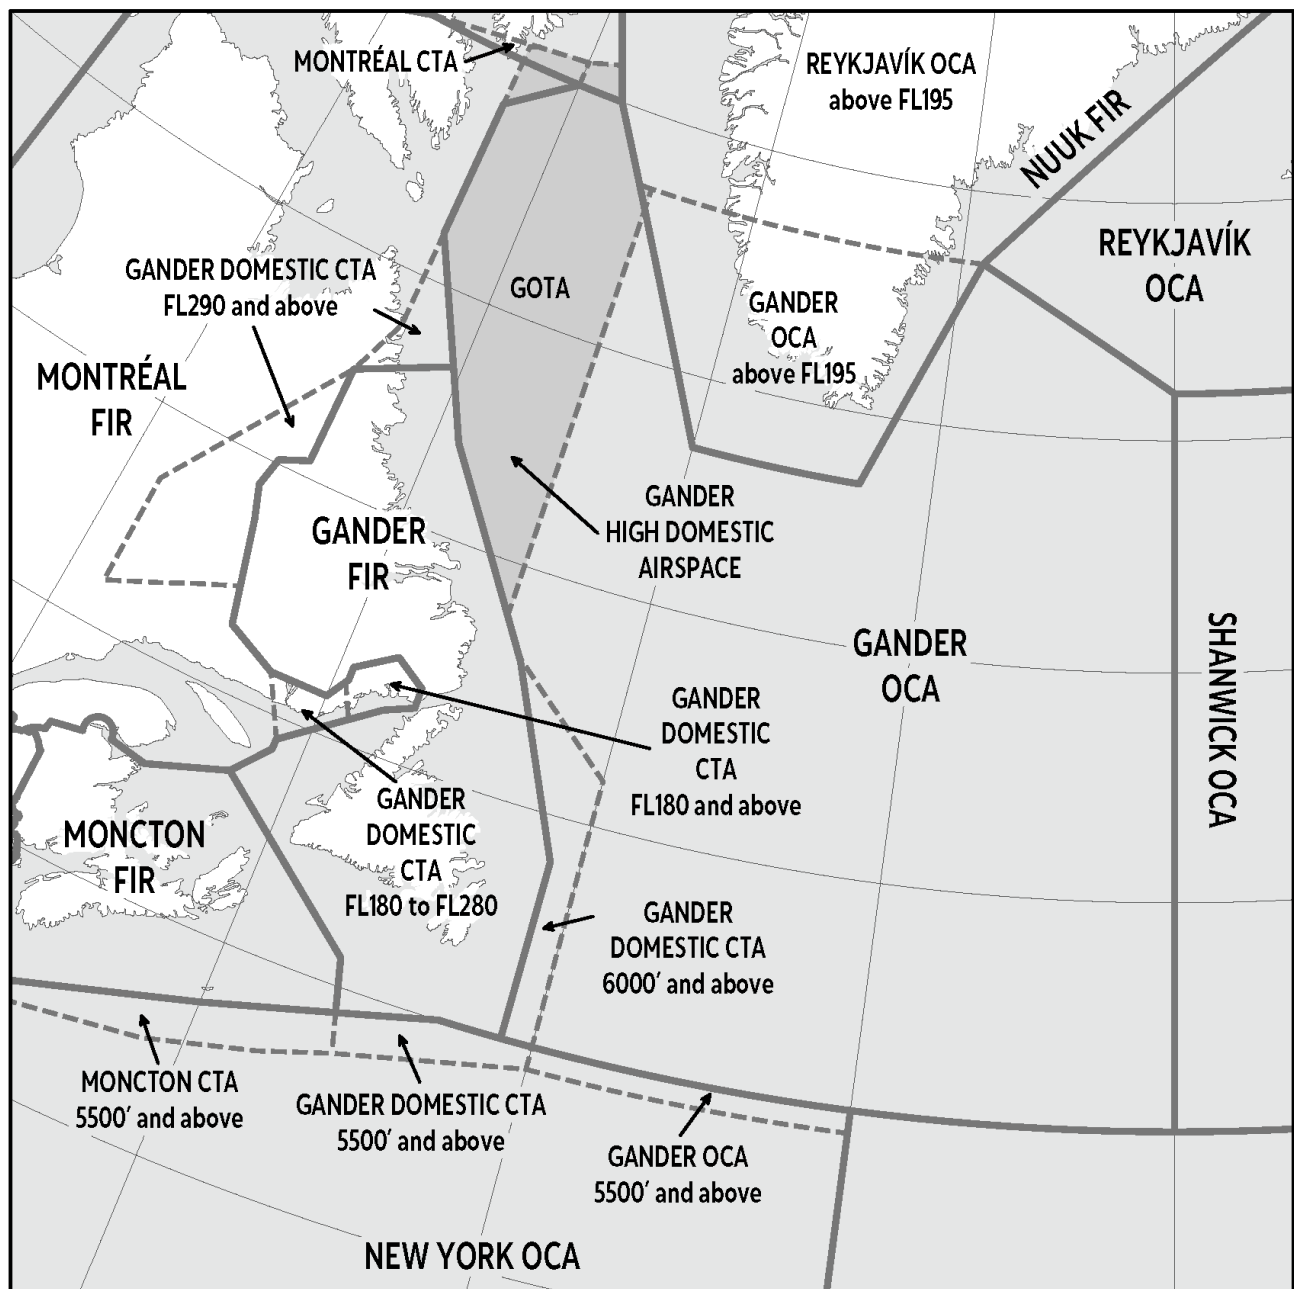 MONTRÉAL CTA
REYKJAVÍK OCA
above FL195
NUUK FIR
REYKJAVÍK
OCA
GANDER DOMESTIC CTA
FL290 and above
GOTA
GANDER
OCA
above FL195
MONTRÉAL
FIR
GANDER
HIGH DOMESTIC
AIRSPACE
GANDER
FIR
GANDER
OCA
SHANWICK OCA
GANDER
DOMESTIC
CTA
FL180 and above
GANDER
DOMESTIC
CTA
FL180 to FL280
MONCTON
FIR
GANDER
DOMESTIC CTA
6000′ and above
MONCTON CTA
5500′ and above
GANDER DOMESTIC CTA
5500′ and above
GANDER OCA
5500′ and above
NEW YORK OCA